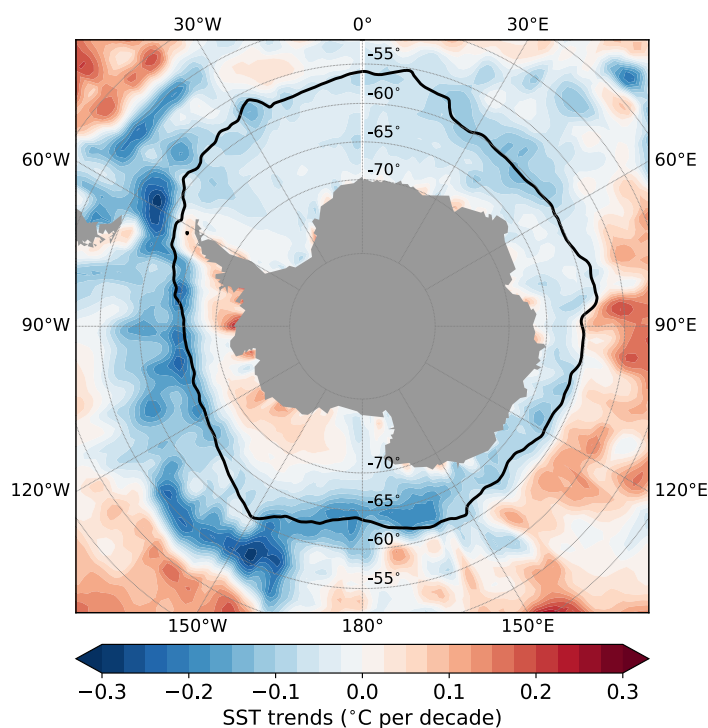 30°W 0° 30°E
-55°
-60°
-65°
-70°
60°W 60°E
90°W 90°E
120°W 120°E
-70°
-65°
-60°
-55°
150°W 180° 150°E
−0.3 −0.2 −0.1 0.0 0.1 0.2 0.3
SST trends (°C per decade)